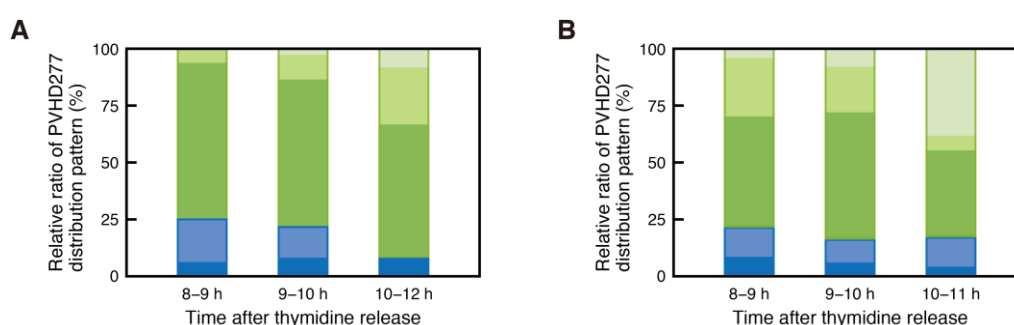 A
Relative ratio of PVHD277
distribution pattern (%)
100
75
50
25
0
8–9 h
9–10 h
10–12 h
Time after thymidine release
B
Relative ratio of PVHD277
distribution pattern (%)
100
75
50
25
0
8–9 h
9–10 h
10–11 h
Time after thymidine release